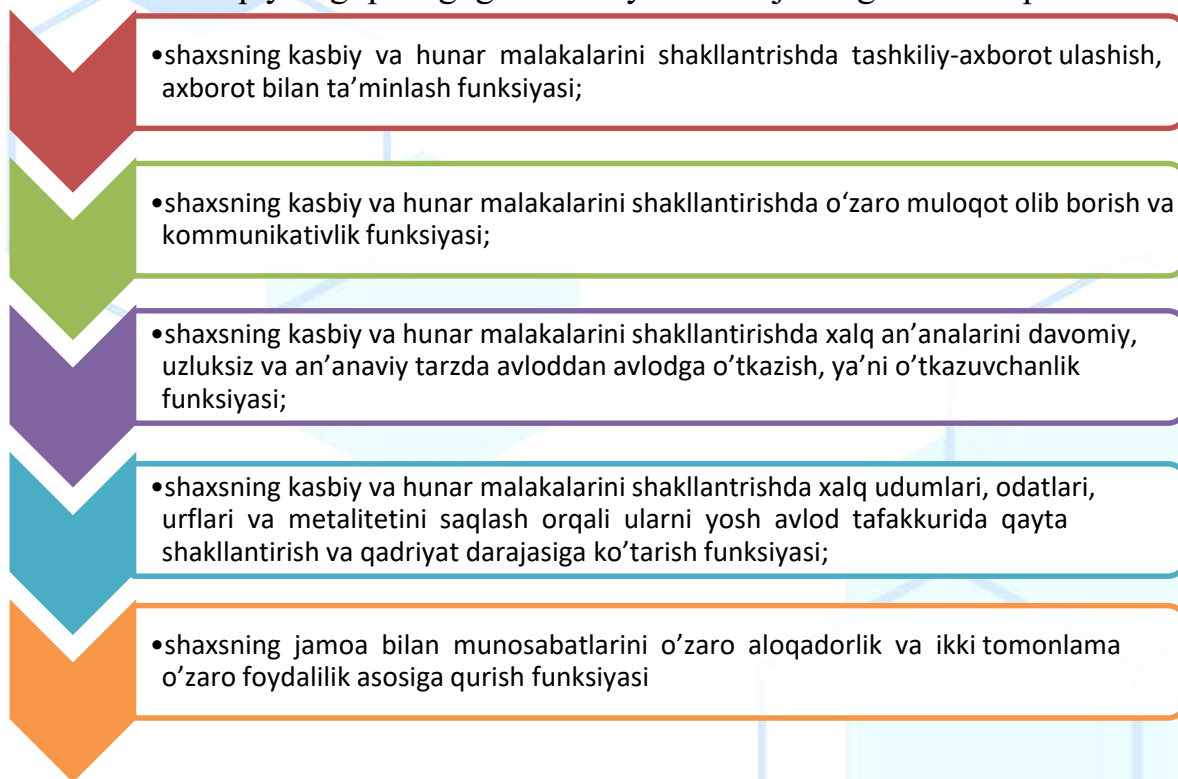 •shaxsning kasbiy va hunar malakalarini shakllantrishda tashkiliy-axborot ulashish,
axborot bilan ta’minlash funksiyasi;
•shaxsning kasbiy va hunar malakalarini shakllantirishda o‘zaro muloqot olib borish va
kommunikativlik funksiyasi;
•shaxsning kasbiy va hunar malakalarini shakllantirishda xalq an’analarini davomiy,
uzluksiz va an’anaviy tarzda avloddan avlodga o’tkazish, ya’ni o’tkazuvchanlik
funksiyasi;
•shaxsning kasbiy va hunar malakalarini shakllantrishda xalq udumlari, odatlari,
urflari va metalitetini saqlash orqali ularni yosh avlod tafakkurida qayta
shakllantirish va qadriyat darajasiga ko’tarish funksiyasi;
•shaxsning jamoa bilan munosabatlarini o’zaro aloqadorlik va ikki tomonlama
o’zaro foydalilik asosiga qurish funksiyasi